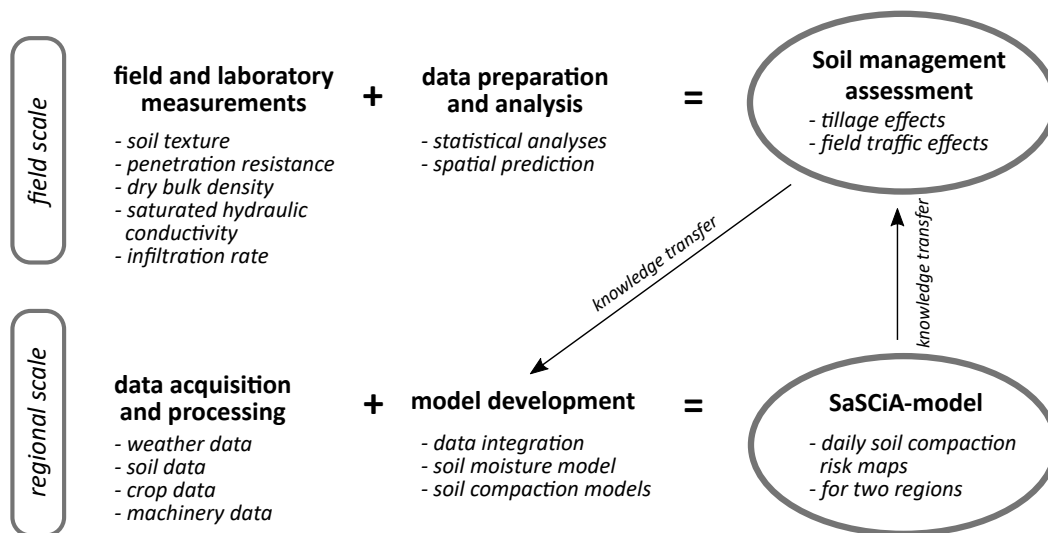 field scale
field and laboratory
measurements
- soil texture
- penetration resistance
- dry bulk density
- saturated hydraulic
conductivity
- infiltration rate
+
data preparation
and analysis
- statistical analyses
- spatial prediction
=
Soil management
assessment
- tillage effects
- field traffic effects
knowledge transfer
knowledge transfer
regional scale
data acquisition
and processing
- weather data
- soil data
- crop data
- machinery data
+
model development
- data integration
- soil moisture model
- soil compaction models
=
SaSCiA-model
- daily soil compaction
risk maps
- for two regions